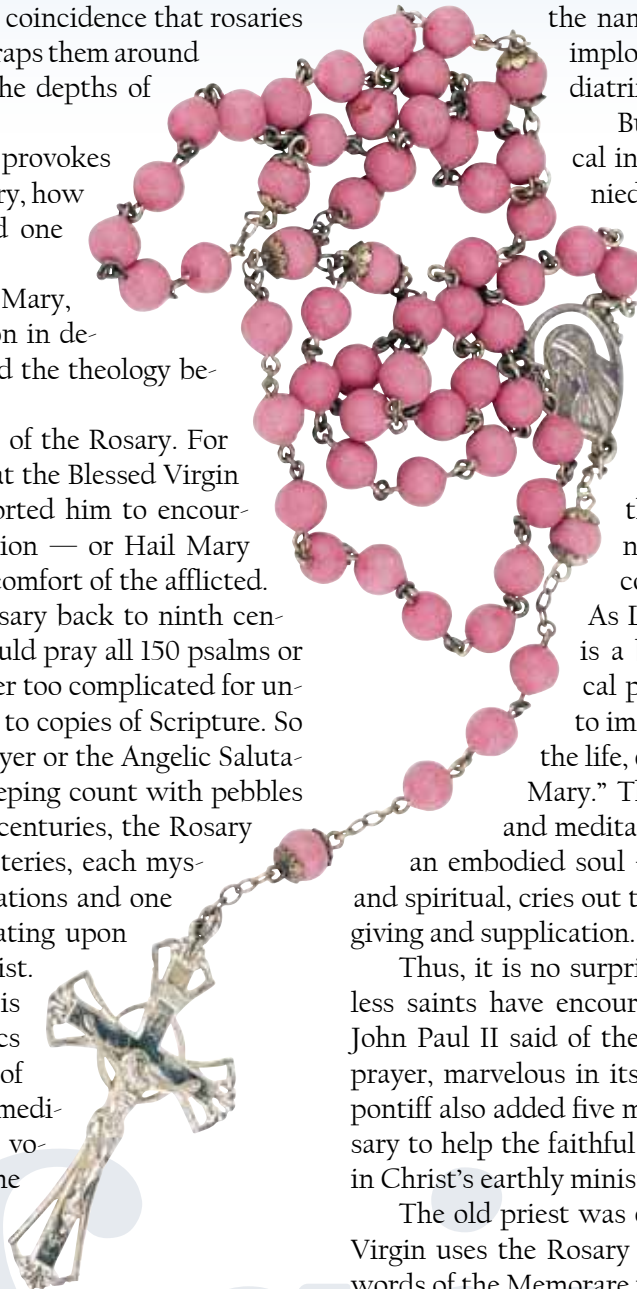 coincidence that rosaries
raps them around
he depths of
provokes
ry, how
d one
Mary,
on in de-
d the theology be-
of the Rosary. For
at the Blessed Virgin
orted him to encour-
ion — or Hail Mary
comfort of the afflicted.
sary back to ninth cen-
uld pray all 150 psalms or
er too complicated for un-
to copies of Scripture. So
yer or the Angelic Saluta-
eeping count with pebbles
centuries, the Rosary
teries, each mys-
ations and one
ating upon
ist.
is
cs
of
medi-
vo-
ne
the nam
implo
diatrin
Bu
cal in
nied
th
n
co
As D
is a
cal p
to im
the life,
Mary.” Th
and medita
an embodied soul
and spiritual, cries out t
giving and supplication.
Thus, it is no surpri
less saints have encour
John Paul II said of the
prayer, marvelous in its
pontiff also added five m
sary to help the faithful
in Christ’s earthly minis
The old priest was
Virgin uses the Rosary
words of the Memorare